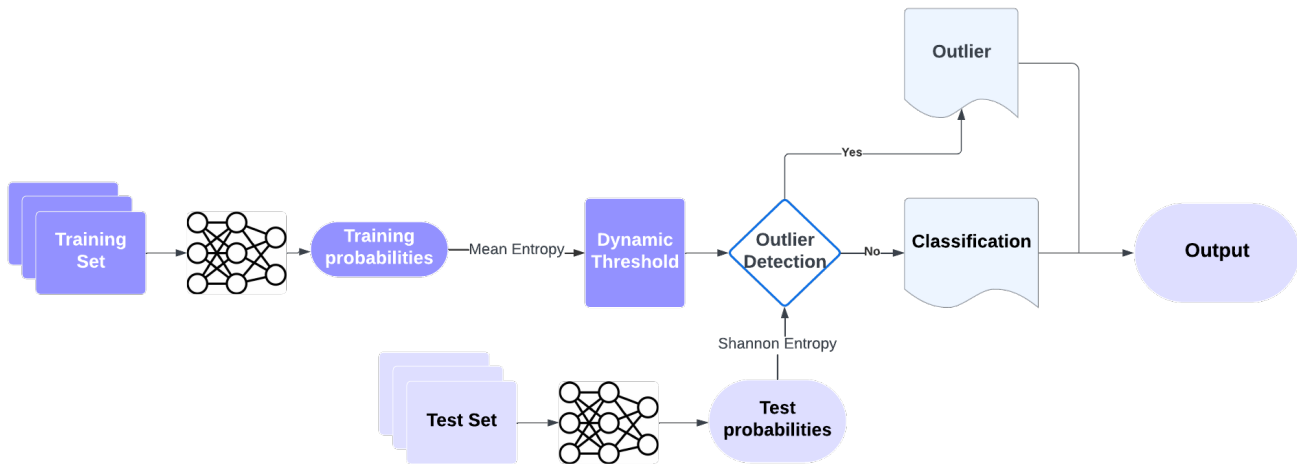 Outlier
Yes
Training
Set
Training
probabilities
Mean Entropy
Dynamic
Threshold
Outlier
Detection
No
Classification
Output
Shannon Entropy
Test Set
Test
probabilities